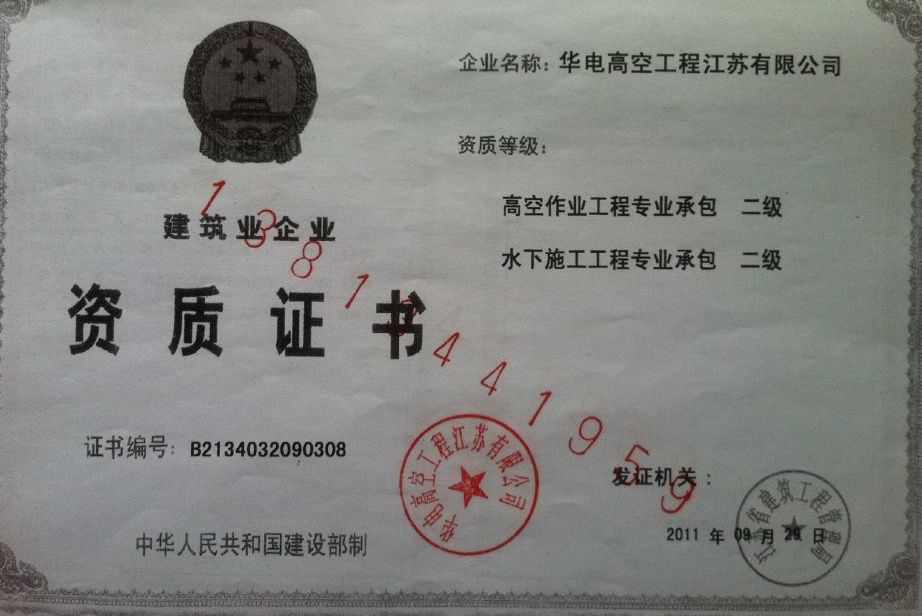 建筑业企业
资质证书
证书编号：B2134032090308
中华人民共和国建设部制
企业名称：华电高空工程江苏有限公司
资质等级：
高空作业工程专业承包 二级
水下施工工程专业承包 二级
发证机关：
2011 年 09 月 29 日
华电高空工程江苏有限公司